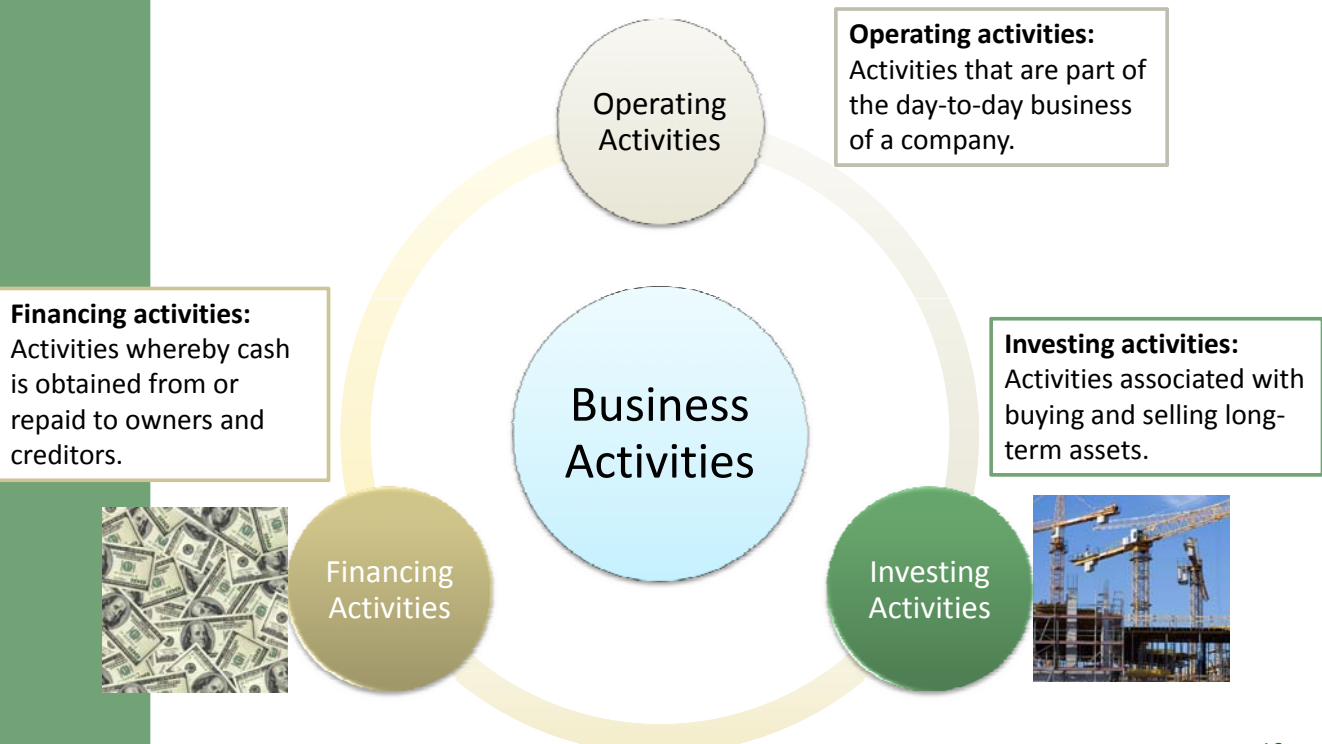 Operating
Activities
Operating activities:
Activities that are part of
the day-to-day business
of a company.
Financing activities:
Activities whereby cash
is obtained from or
repaid to owners and
creditors.
Business
Activities
Investing activities:
Activities associated with
buying and selling long-
term assets.
Financing
Activities
Investing
Activities